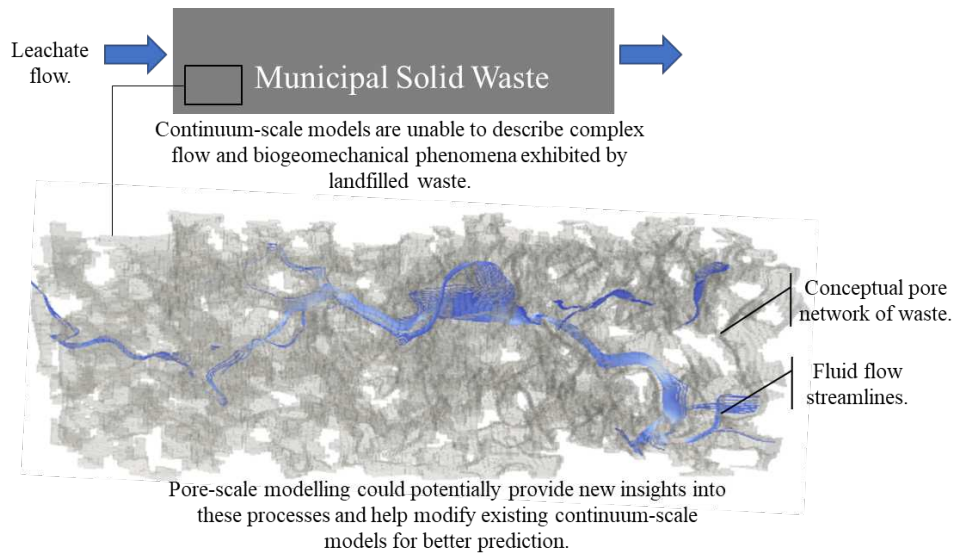 Leachate
flow.
Municipal Solid Waste
Continuum-scale models are unable to describe complex
flow and biogeomechanical phenomena exhibited by
landfilled waste.
Conceptual pore
network of waste.
Fluid flow
streamlines.
Pore-scale modelling could potentially provide new insights into
these processes and help modify existing continuum-scale
models for better prediction.